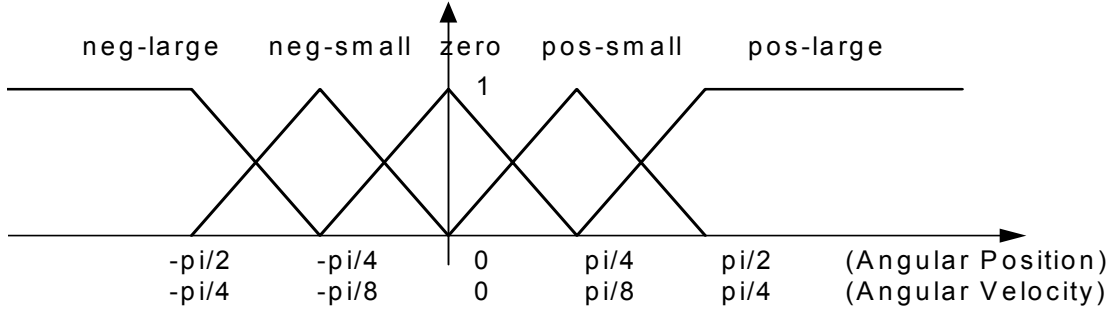 neg-large neg-small zero pos-small pos-large
1
-pi/2 -pi/4 0 pi/4 pi/2 (Angular Position)
-pi/4 -pi/8 0 pi/8 pi/4 (Angular Velocity)